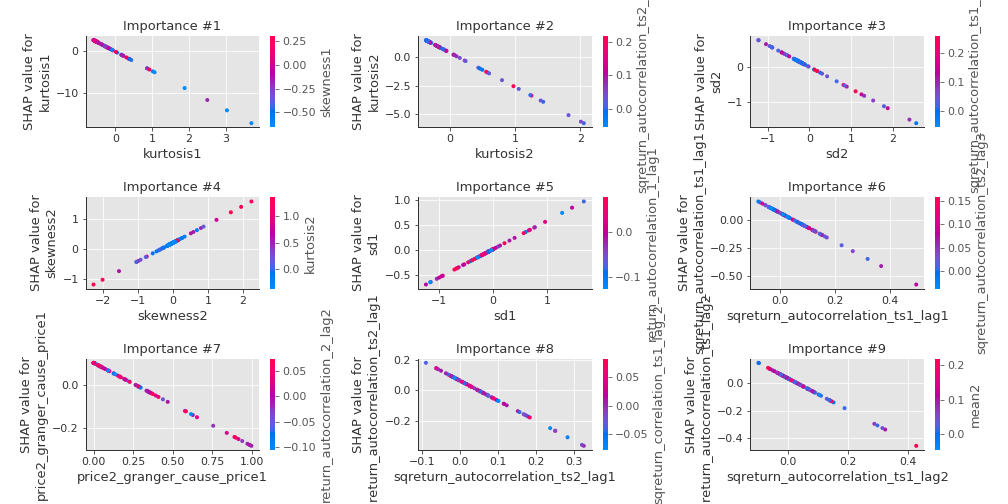 Importance #1
SHAP value for
kurtosis1
0
−10
0
1
2
3
kurtosis1
0.25
0.00
−0.25
−0.50
skewness1
Importance #2
SHAP value for
kurtosis2
0.0
−2.5
−5.0
0
1
2
kurtosis2
0.2
0.1
0.0
sqreturn_autocorrelation_ts2_
Importance #3
SHAP value for
sd2
0
−1
−1
0
1
2
sd2
0.2
0.1
0.0
sqreturn_autocorrelation_ts1_
Importance #4
SHAP value for
skewness2
1
0
−1
−2
−1
0
1
2
skewness2
1.0
0.5
0.0
kurtosis2
Importance #5
SHAP value for
sd1
1.0
0.5
0.0
−0.5
−1
0
1
sd1
0.0
−0.1
sqreturn_autocorrelation_1_lag1
Importance #6
SHAP value for
sqreturn_autocorrelation_ts1_lag1
0.00
−0.25
−0.50
0.0
0.2
0.4
sqreturn_autocorrelation_ts1_lag1
0.15
0.10
0.05
0.00
sqreturn_autocorrelation_ts2_lag3
Importance #7
SHAP value for
price2_granger_cause_price1
0.0
−0.2
0.00
0.25
0.50
0.75
1.00
price2_granger_cause_price1
0.05
0.00
−0.05
−0.10
return_autocorrelation_2_lag2
Importance #8
SHAP value for
return_autocorrelation_ts2_lag1
0.2
0.0
−0.2
−0.1
0.0
0.1
0.2
0.3
sqreturn_autocorrelation_ts2_lag1
0.05
0.00
−0.05
sqreturn_correlation_ts1_lag_2
Importance #9
SHAP value for
return_autocorrelation_ts1_lag2
0.0
−0.2
−0.4
0.0
0.2
0.4
sqreturn_autocorrelation_ts1_lag2
0.2
0.1
0.0
mean2